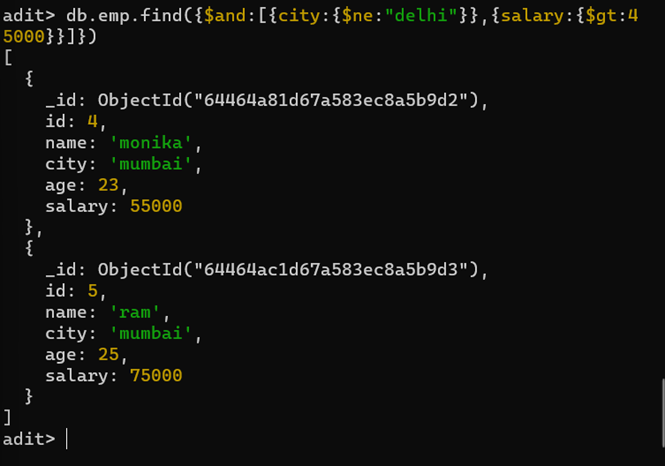 adit> db.emp.find({$and:[{city:{$ne:"delhi"}},{salary:{$gt:4
5000}}]})
[
  {
    _id: ObjectId("64464a81d67a583ec8a5b9d2"),
    id: 4,
    name: 'monika',
    city: 'mumbai',
    age: 23,
    salary: 55000
  },
  {
    _id: ObjectId("64464ac1d67a583ec8a5b9d3"),
    id: 5,
    name: 'ram',
    city: 'mumbai',
    age: 25,
    salary: 75000
  }
]
adit>